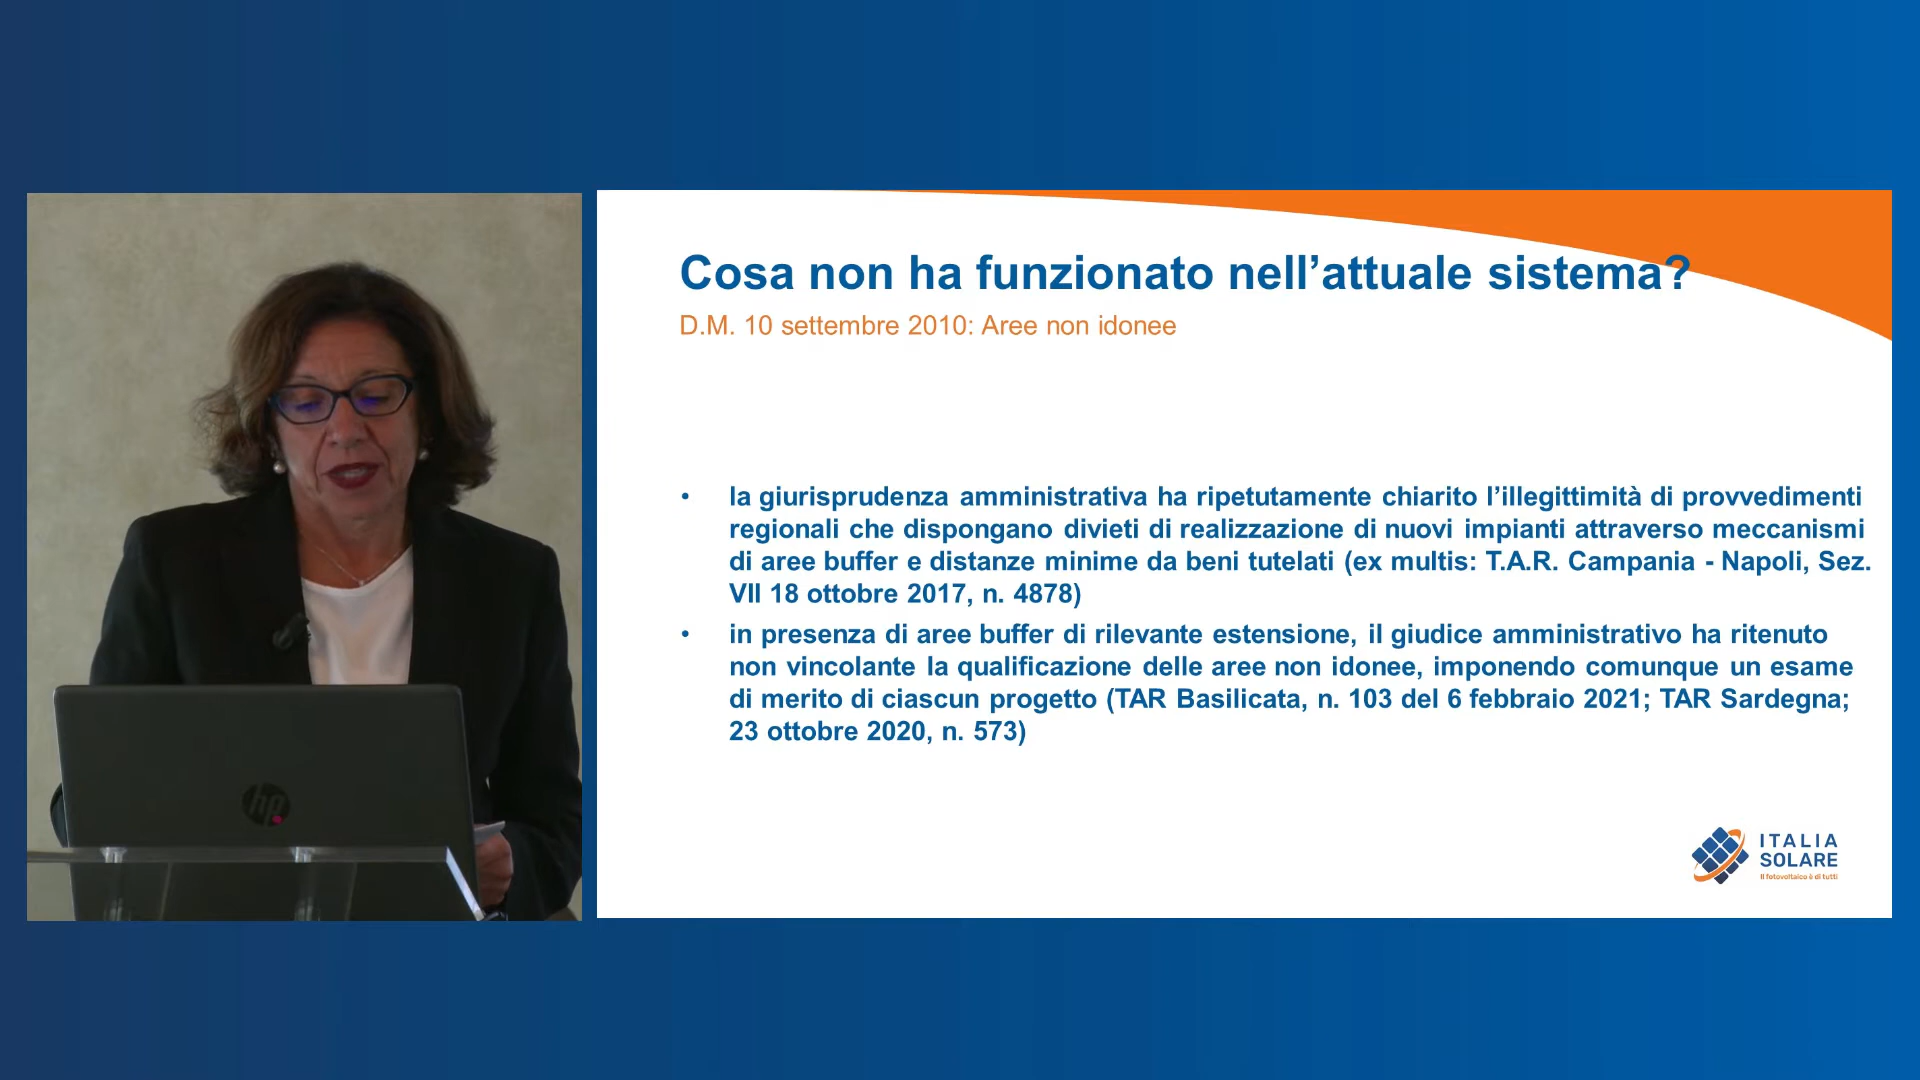 Cosa non ha funzionato nell’attuale sistema?
D.M. 10 settembre 2010: Aree non idonee
• la giurisprudenza amministrativa ha ripetutamente chiarito l’illegittimità di provvedimenti
regionali che dispongano divieti di realizzazione di nuovi impianti attraverso meccanismi
di aree buffer e distanze minime da beni tutelati (ex multis: T.A.R. Campania - Napoli, Sez.
VII 18 ottobre 2017, n. 4878)
• in presenza di aree buffer di rilevante estensione, il giudice amministrativo ha ritenuto
non vincolante la qualificazione delle aree non idonee, imponendo comunque un esame
di merito di ciascun progetto (TAR Basilicata, n. 103 del 6 febbraio 2021; TAR Sardegna;
23 ottobre 2020, n. 573)
hp
ITALIA
SOLARE
Il fotovoltaico è di tutti